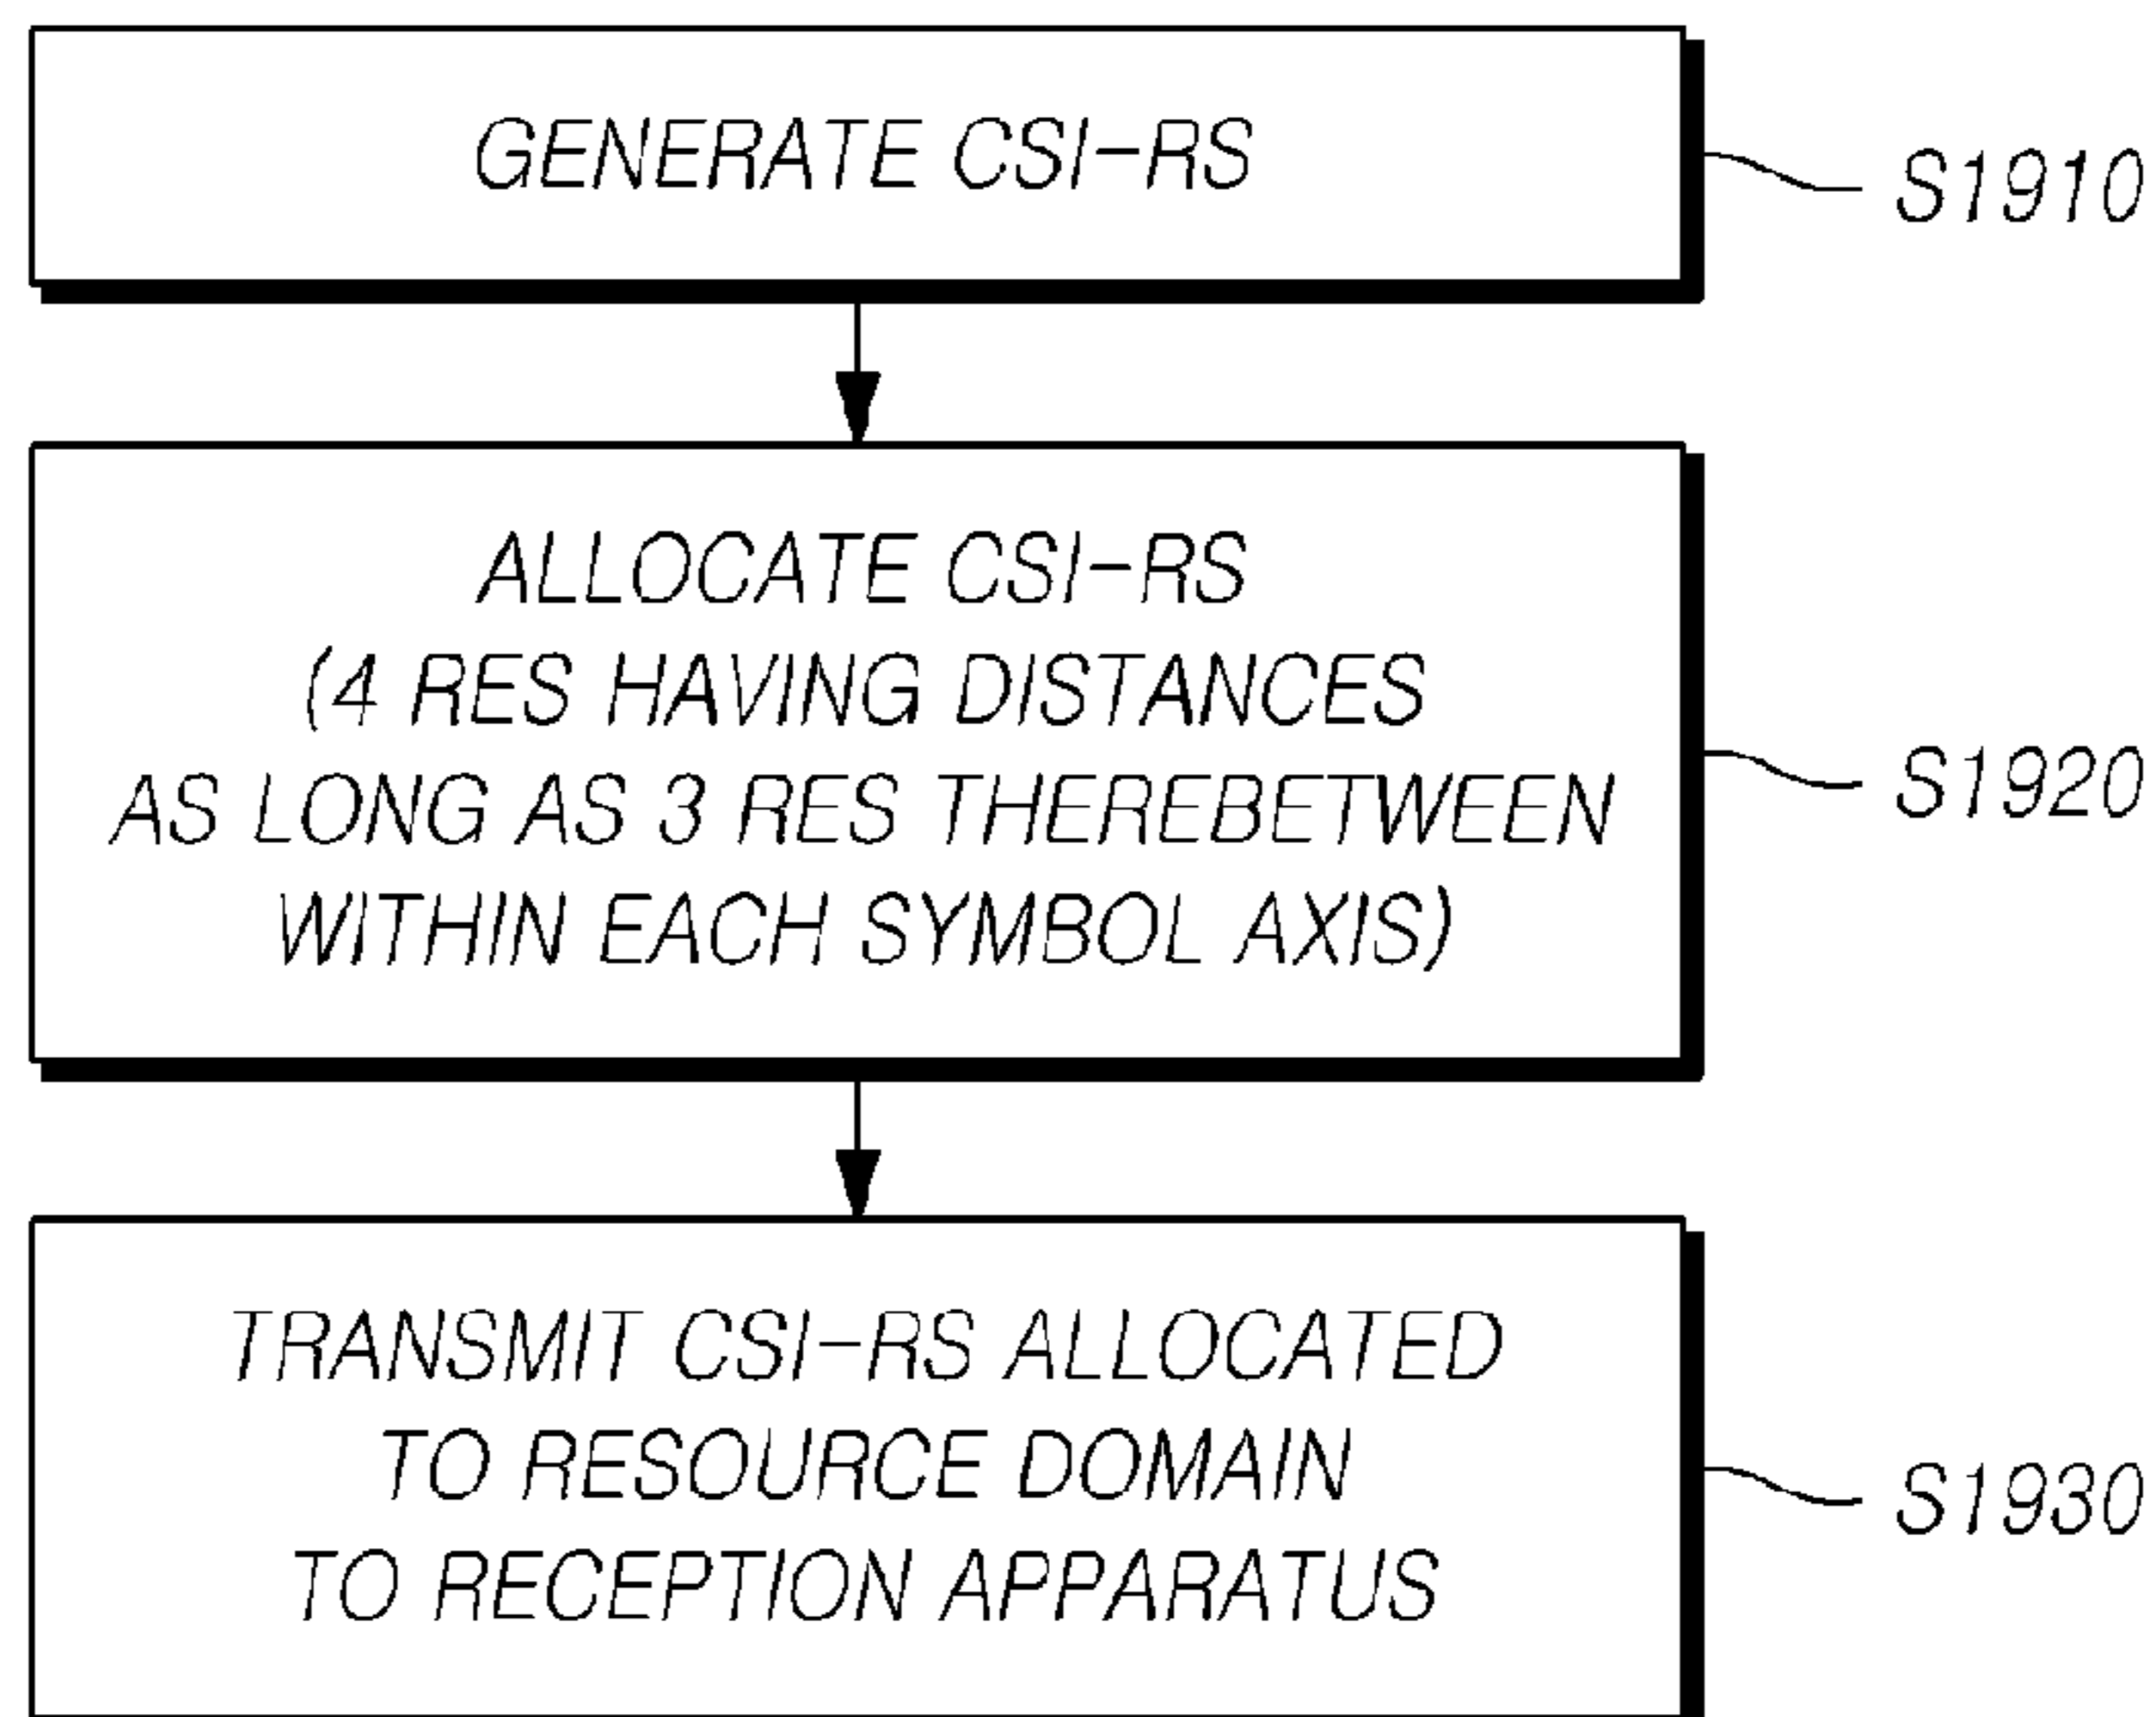 GENERATE CSI-RS
S1910
ALLOCATE CSI-RS
(4 RES HAVING DISTANCES
AS LONG AS 3 RES THEREBETWEEN
WITHIN EACH SYMBOL AXIS)
S1920
TRANSMIT CSI-RS ALLOCATED
TO RESOURCE DOMAIN
TO RECEPTION APPARATUS
S1930